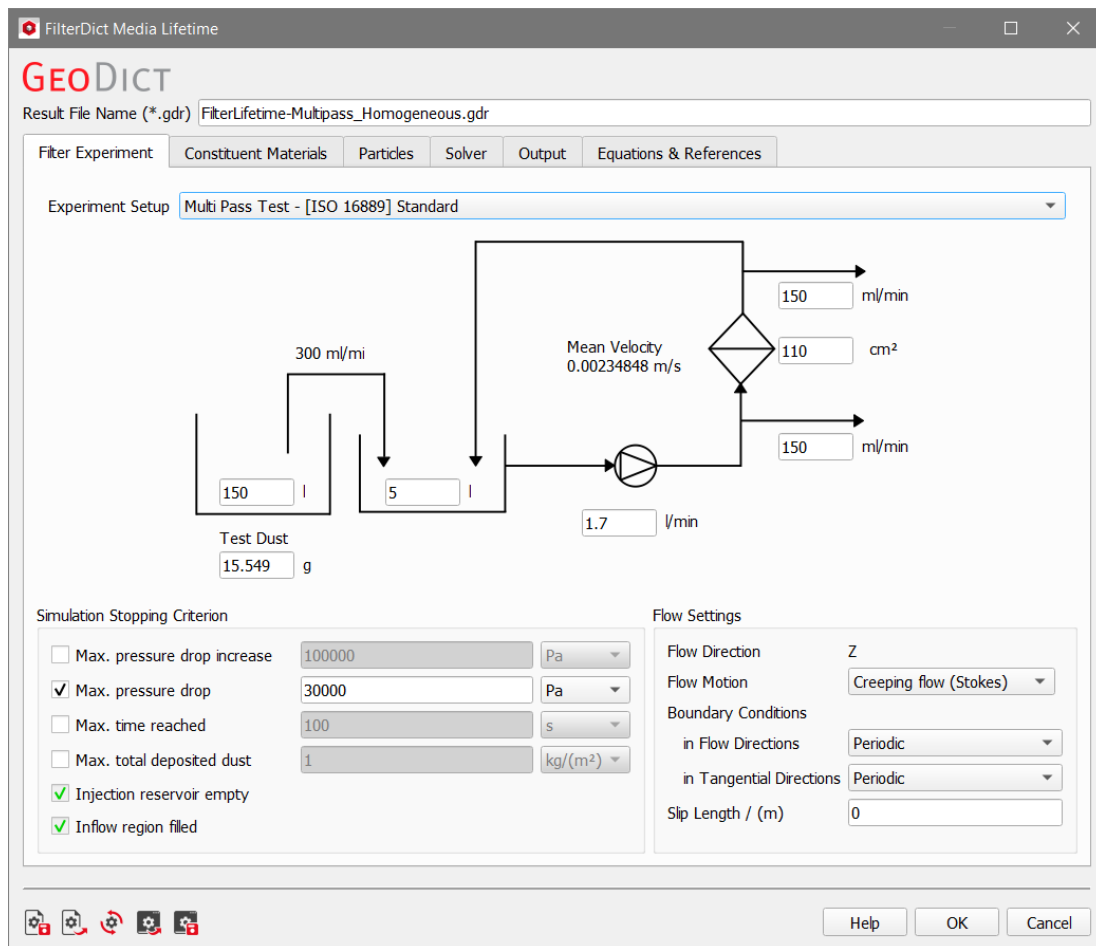 FilterDict Media Lifetime
GEODICT
Result File Name (*.gdr) FilterLifetime-Multipass_Homogeneous.gdr
Filter Experiment Constituent Materials Particles Solver Output Equations & References
Experiment Setup Multi Pass Test - [ISO 16889] Standard
150 ml/min
300 ml/mi
Mean Velocity
0.00234848 m/s
110 cm²
150 ml/min
150 l
5 l
1.7 l/min
Test Dust
15.549 g
Simulation Stopping Criterion
Max. pressure drop increase 100000 Pa
Max. pressure drop 30000 Pa
Max. time reached 100 s
Max. total deposited dust 1 kg/(m²)
Injection reservoir empty
Inflow region filled
Flow Settings
Flow Direction Z
Flow Motion Creeping flow (Stokes)
Boundary Conditions
in Flow Directions Periodic
in Tangential Directions Periodic
Slip Length / (m) 0
Help OK Cancel